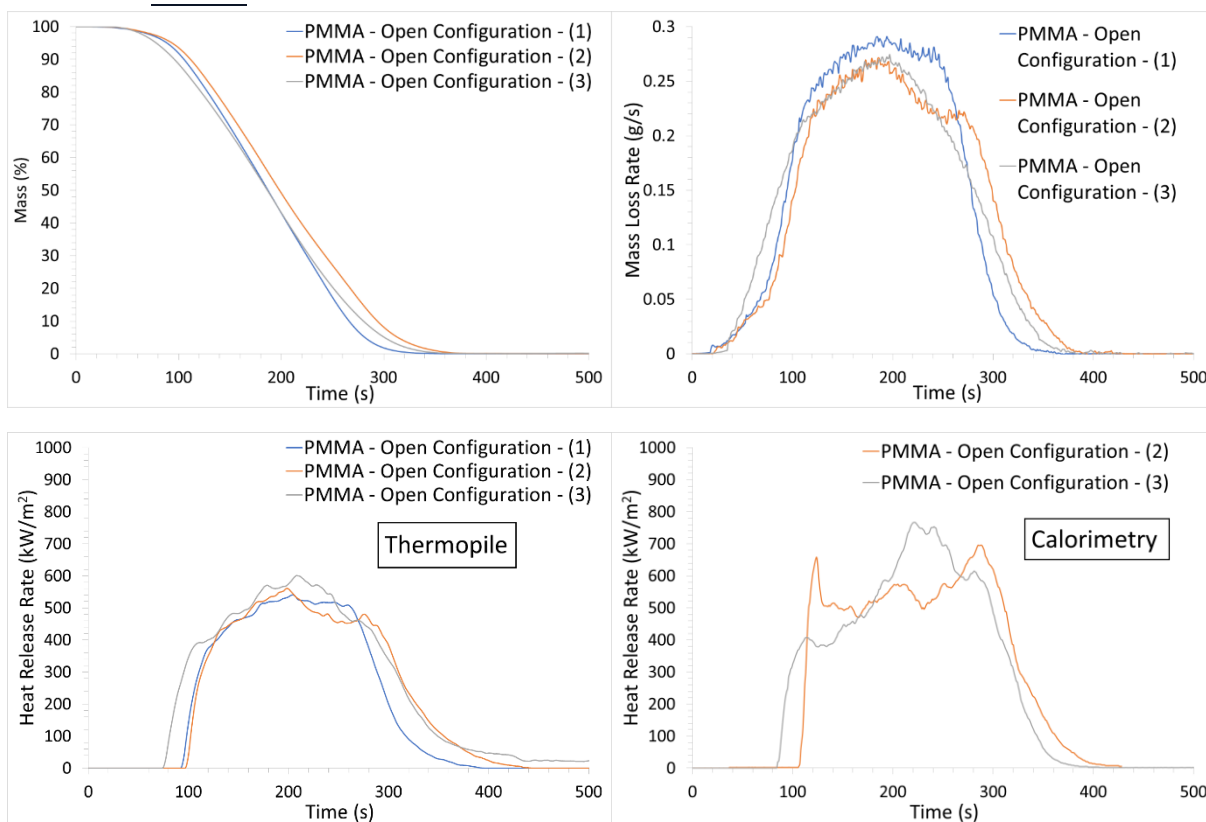 PMMA - Open Configuration - (1)
PMMA - Open Configuration - (2)
PMMA - Open Configuration - (3)
Mass (%)
100
90
80
70
60
50
40
30
20
10
0
0 100 200 300 400 500
Time (s)
PMMA - Open
Configuration - (1)
PMMA - Open
Configuration - (2)
PMMA - Open
Configuration - (3)
Mass Loss Rate (g/s)
0.3
0.25
0.2
0.15
0.1
0.05
0
0 100 200 300 400 500
Time (s)
PMMA - Open Configuration - (1)
PMMA - Open Configuration - (2)
PMMA - Open Configuration - (3)
Thermopile
Heat Release Rate (kW/m²)
1000
900
800
700
600
500
400
300
200
100
0
0 100 200 300 400 500
Time (s)
PMMA - Open Configuration - (2)
PMMA - Open Configuration - (3)
Calorimetry
Heat Release Rate (kW/m²)
1000
900
800
700
600
500
400
300
200
100
0
0 100 200 300 400 500
Time (s)